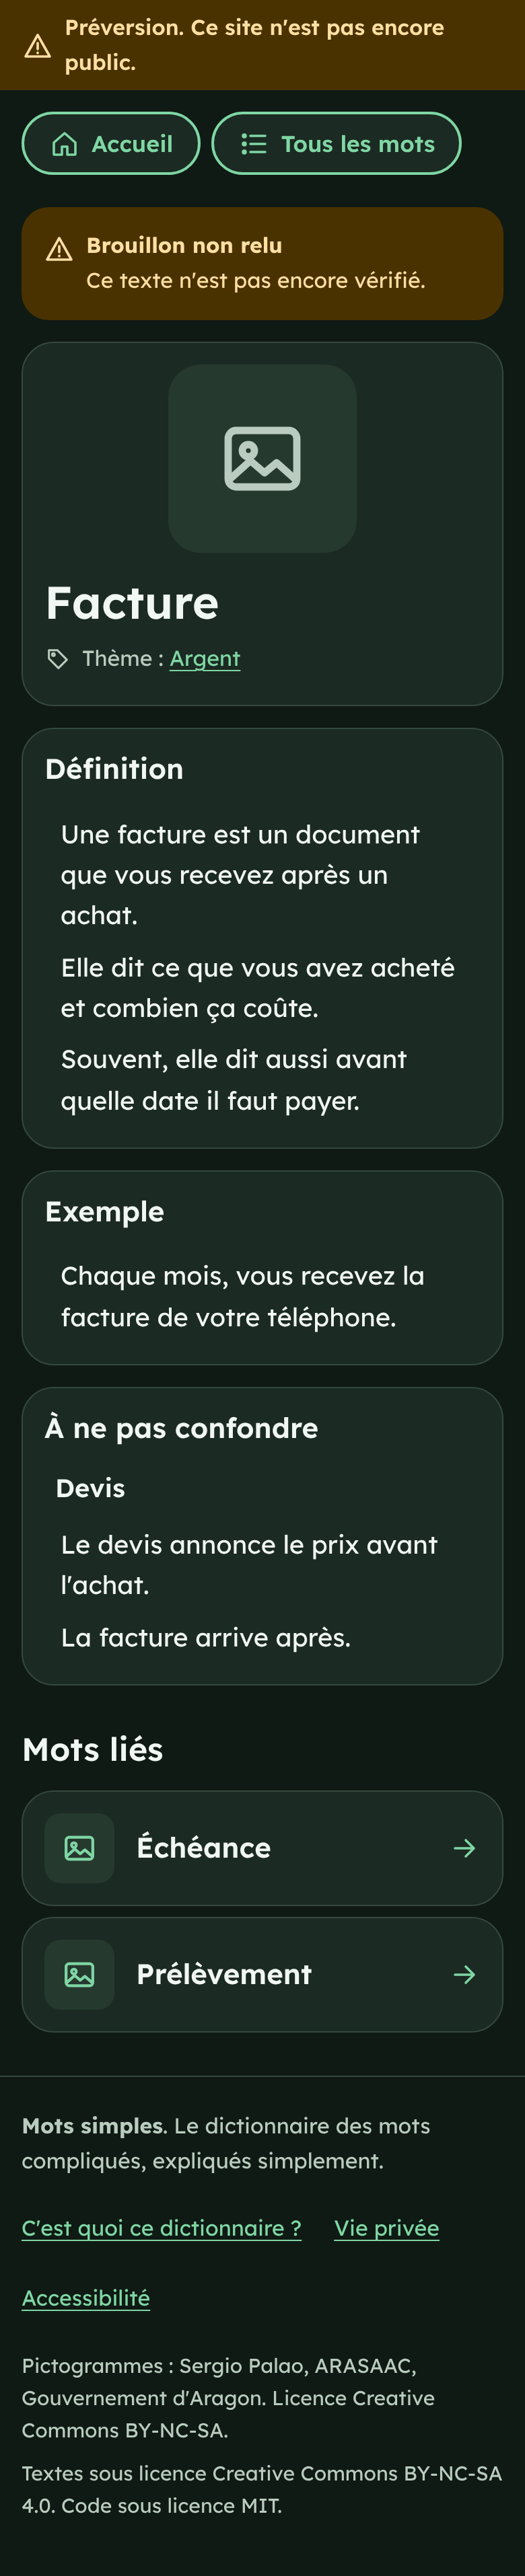 Préversion. Ce site n'est pas encore
public.
Accueil
Tous les mots
Brouillon non relu
Ce texte n'est pas encore vérifié.
Facture
Thème : Argent
Définition
Une facture est un document
que vous recevez après un
achat.
Elle dit ce que vous avez acheté
et combien ça coûte.
Souvent, elle dit aussi avant
quelle date il faut payer.
Exemple
Chaque mois, vous recevez la
facture de votre téléphone.
À ne pas confondre
Devis
Le devis annonce le prix avant
l'achat.
La facture arrive après.
Mots liés
Échéance
Prélèvement
Mots simples. Le dictionnaire des mots
compliqués, expliqués simplement.
C'est quoi ce dictionnaire ? Vie privée
Accessibilité
Pictogrammes : Sergio Palao, ARASAAC,
Gouvernement d'Aragon. Licence Creative
Commons BY-NC-SA.
Textes sous licence Creative Commons BY-NC-SA
4.0. Code sous licence MIT.